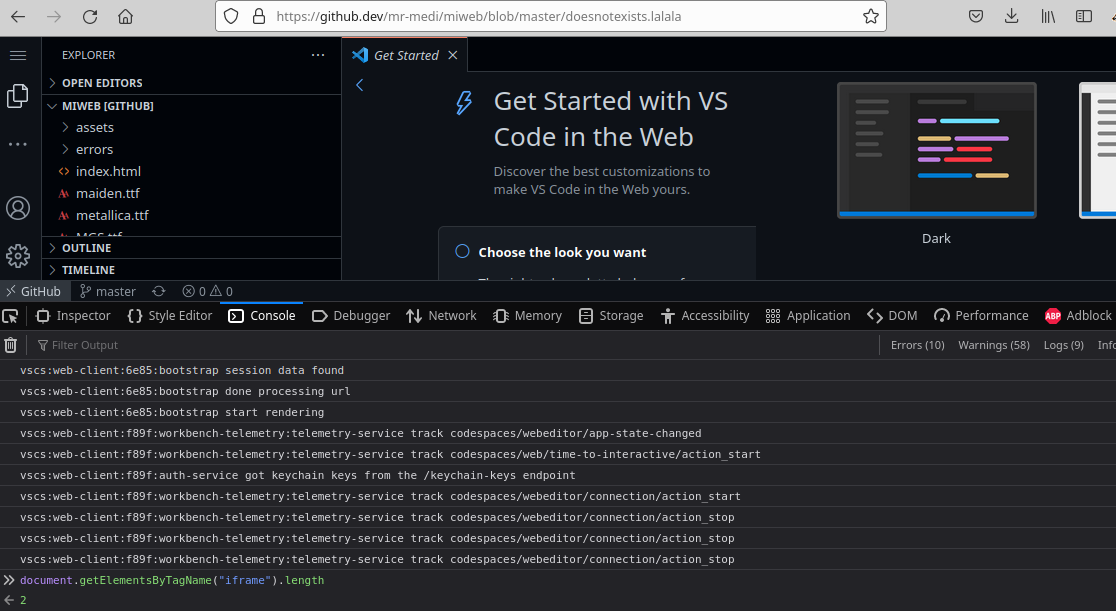 https://github.dev/mr-medi/miweb/blob/master/doesnotexists.lalala
EXPLORER
Get Started
OPEN EDITORS
MIWEB [GITHUB]
assets
errors
index.html
maiden.ttf
metallica.ttf
OUTLINE
TIMELINE
Get Started with VS
Code in the Web
Discover the best customizations to
make VS Code in the Web yours.
Choose the look you want
Dark
GitHub master 0 0
Inspector Style Editor Console Debugger Network Memory Storage Accessibility Application DOM Performance ABP Adblock
Filter Output Errors (10) Warnings (58) Logs (9)
vscs:web-client:6e85:bootstrap session data found
vscs:web-client:6e85:bootstrap done processing url
vscs:web-client:6e85:bootstrap start rendering
vscs:web-client:f89f:workbench-telemetry:telemetry-service track codespaces/webeditor/app-state-changed
vscs:web-client:f89f:workbench-telemetry:telemetry-service track codespaces/web/time-to-interactive/action_start
vscs:web-client:f89f:auth-service got keychain keys from the /keychain-keys endpoint
vscs:web-client:f89f:workbench-telemetry:telemetry-service track codespaces/webeditor/connection/action_start
vscs:web-client:f89f:workbench-telemetry:telemetry-service track codespaces/webeditor/connection/action_stop
vscs:web-client:f89f:workbench-telemetry:telemetry-service track codespaces/webeditor/connection/action_stop
vscs:web-client:f89f:workbench-telemetry:telemetry-service track codespaces/webeditor/connection/action_stop
document.getElementsByTagName("iframe").length
2